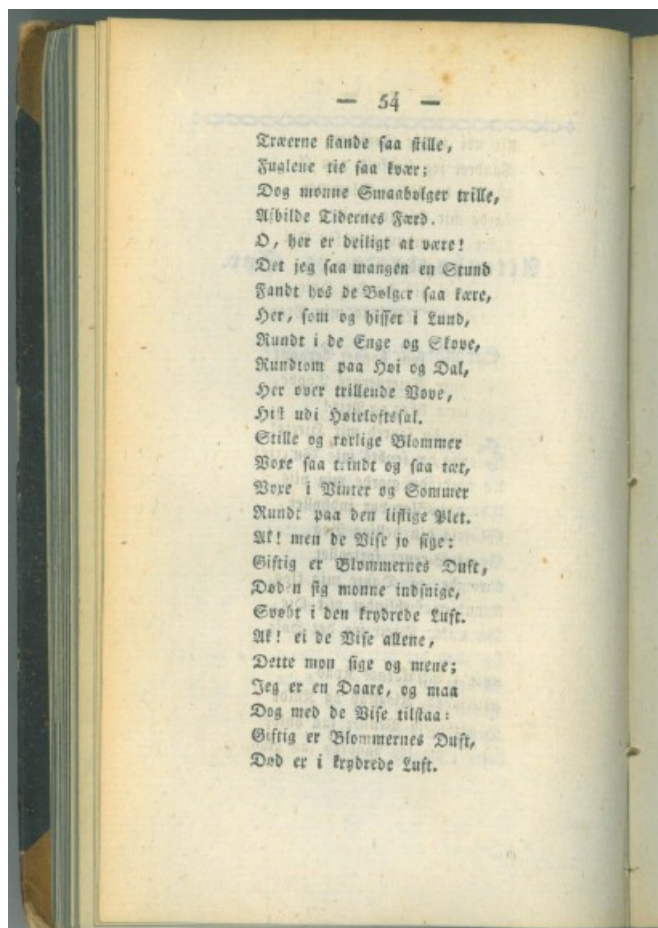 — 54 —
Træerne stande saa stille,
Fuglene tie saa kvær;
Dog monne Smaabølger trille,
Afbilde Tidernes Færd.
O, her er deiligt at være!
Det jeg saa mangen en Stund
Fandt hos de Bølger saa kære,
Her, som og hisset i Lund,
Rundt i de Enge og Skove,
Rundtom paa Høi og Dal,
Her over trillende Vove,
Hist udi Høieloftssal.
Stille og rørlige Blommer
Voxe saa trindt og saa tæt,
Voxe i Vinter og Sommer
Rundt paa den liflige Plet.
Ak! men de Vise jo sige:
Giftig er Blommernes Duft,
Død n sig monne indsnige,
Svøbt i den krydrede Luft.
Ak! ei de Vise allene,
Dette mon sige og mene;
Jeg er en Daare, og maa
Dog med de Vise tilstaa:
Giftig er Blommernes Duft,
Død er i krydrede Luft.